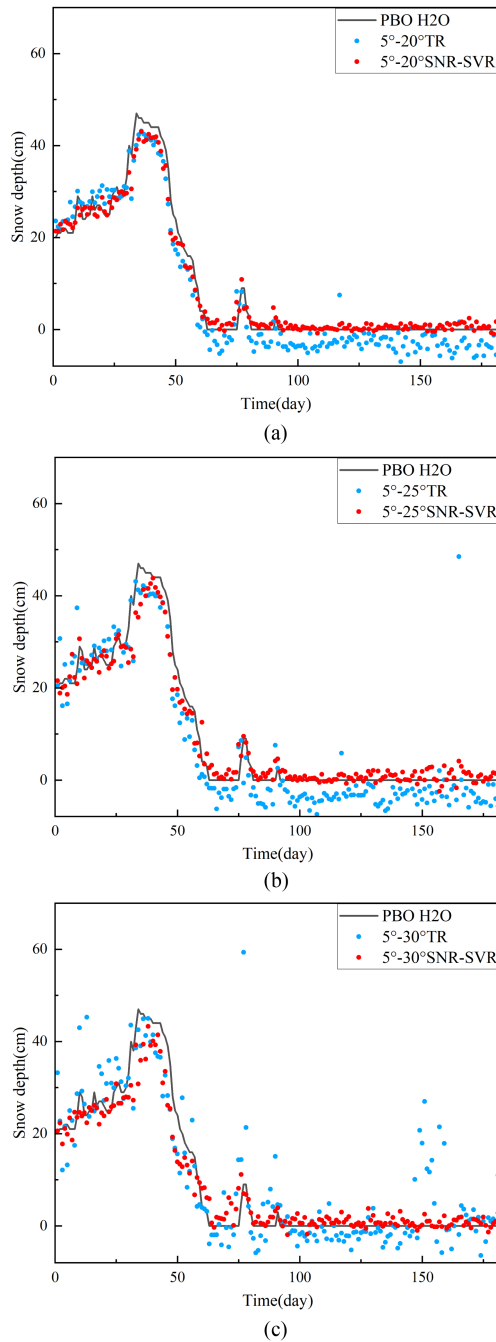 PBO H2O
5°-20°TR
5°-20°SNR-SVR
60
40
20
0
Snow depth(cm)
0 50 100 150
Time(day)
(a)
PBO H2O
5°-25°TR
5°-25°SNR-SVR
60
40
20
0
Snow depth(cm)
0 50 100 150
Time(day)
(b)
PBO H2O
5°-30°TR
5°-30°SNR-SVR
60
40
20
0
Snow depth(cm)
0 50 100 150
Time(day)
(c)